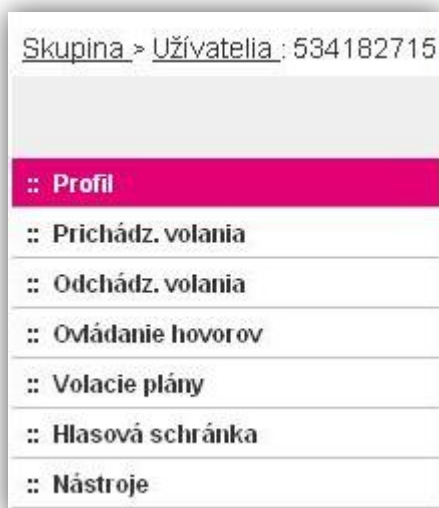 Skupina > Užívatelia : 534182715
:: Profil
:: Prichádz. volania
:: Odchádz. volania
:: Ovládanie hovorov
:: Volacie plány
:: Hlasová schránka
:: Nástroje